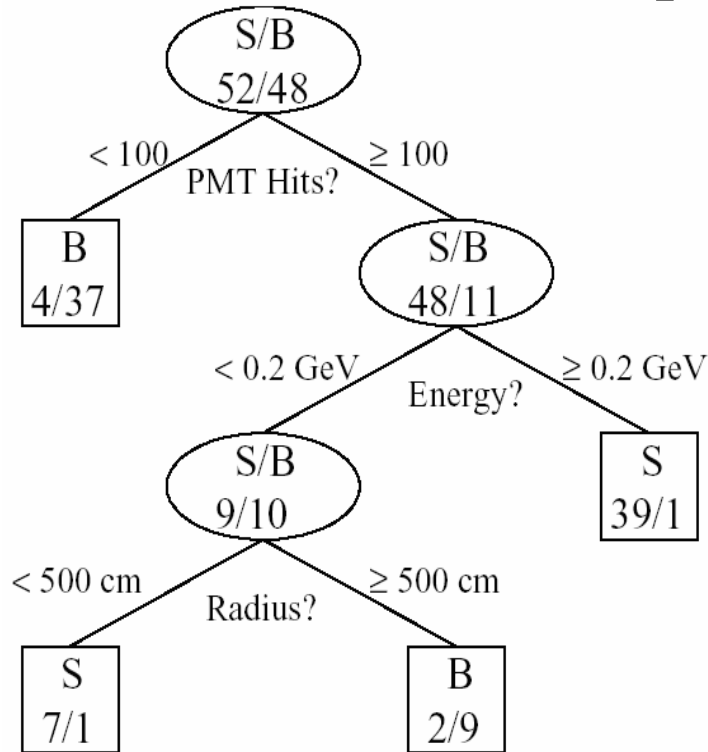 S/B
52/48
< 100
≥ 100
PMT Hits?
B
4/37
S/B
48/11
< 0.2 GeV
≥ 0.2 GeV
Energy?
S/B
9/10
S
39/1
< 500 cm
≥ 500 cm
Radius?
S
7/1
B
2/9